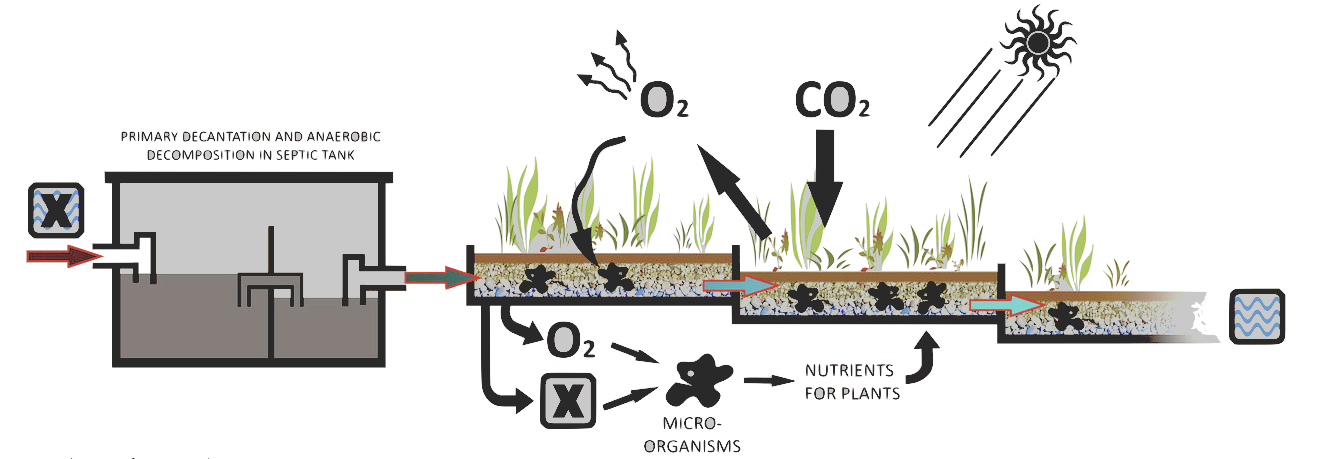 O₂
CO₂
PRIMARY DECANTATION AND ANAEROBIC
DECOMPOSITION IN SEPTIC TANK
X
O₂
X
NUTRIENTS
FOR PLANTS
MICRO-
ORGANISMS